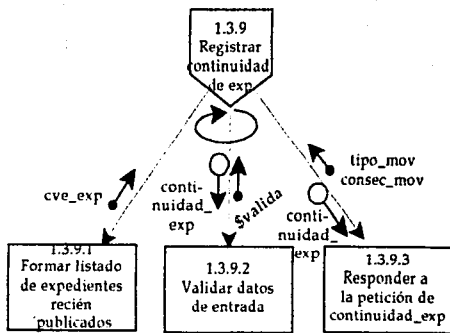 1.3.9
Registrar
continuidad
de exp
cve_exp
conti-
nuidad_
exp
$valida
tipo_mov
consec_mov
conti-
nuidad_
exp
1.3.9.1
Formar listado
de expedientes
recién
publicados
1.3.9.2
Validar datos
de entrada
1.3.9.3
Responder a
la petición de
continuidad_exp